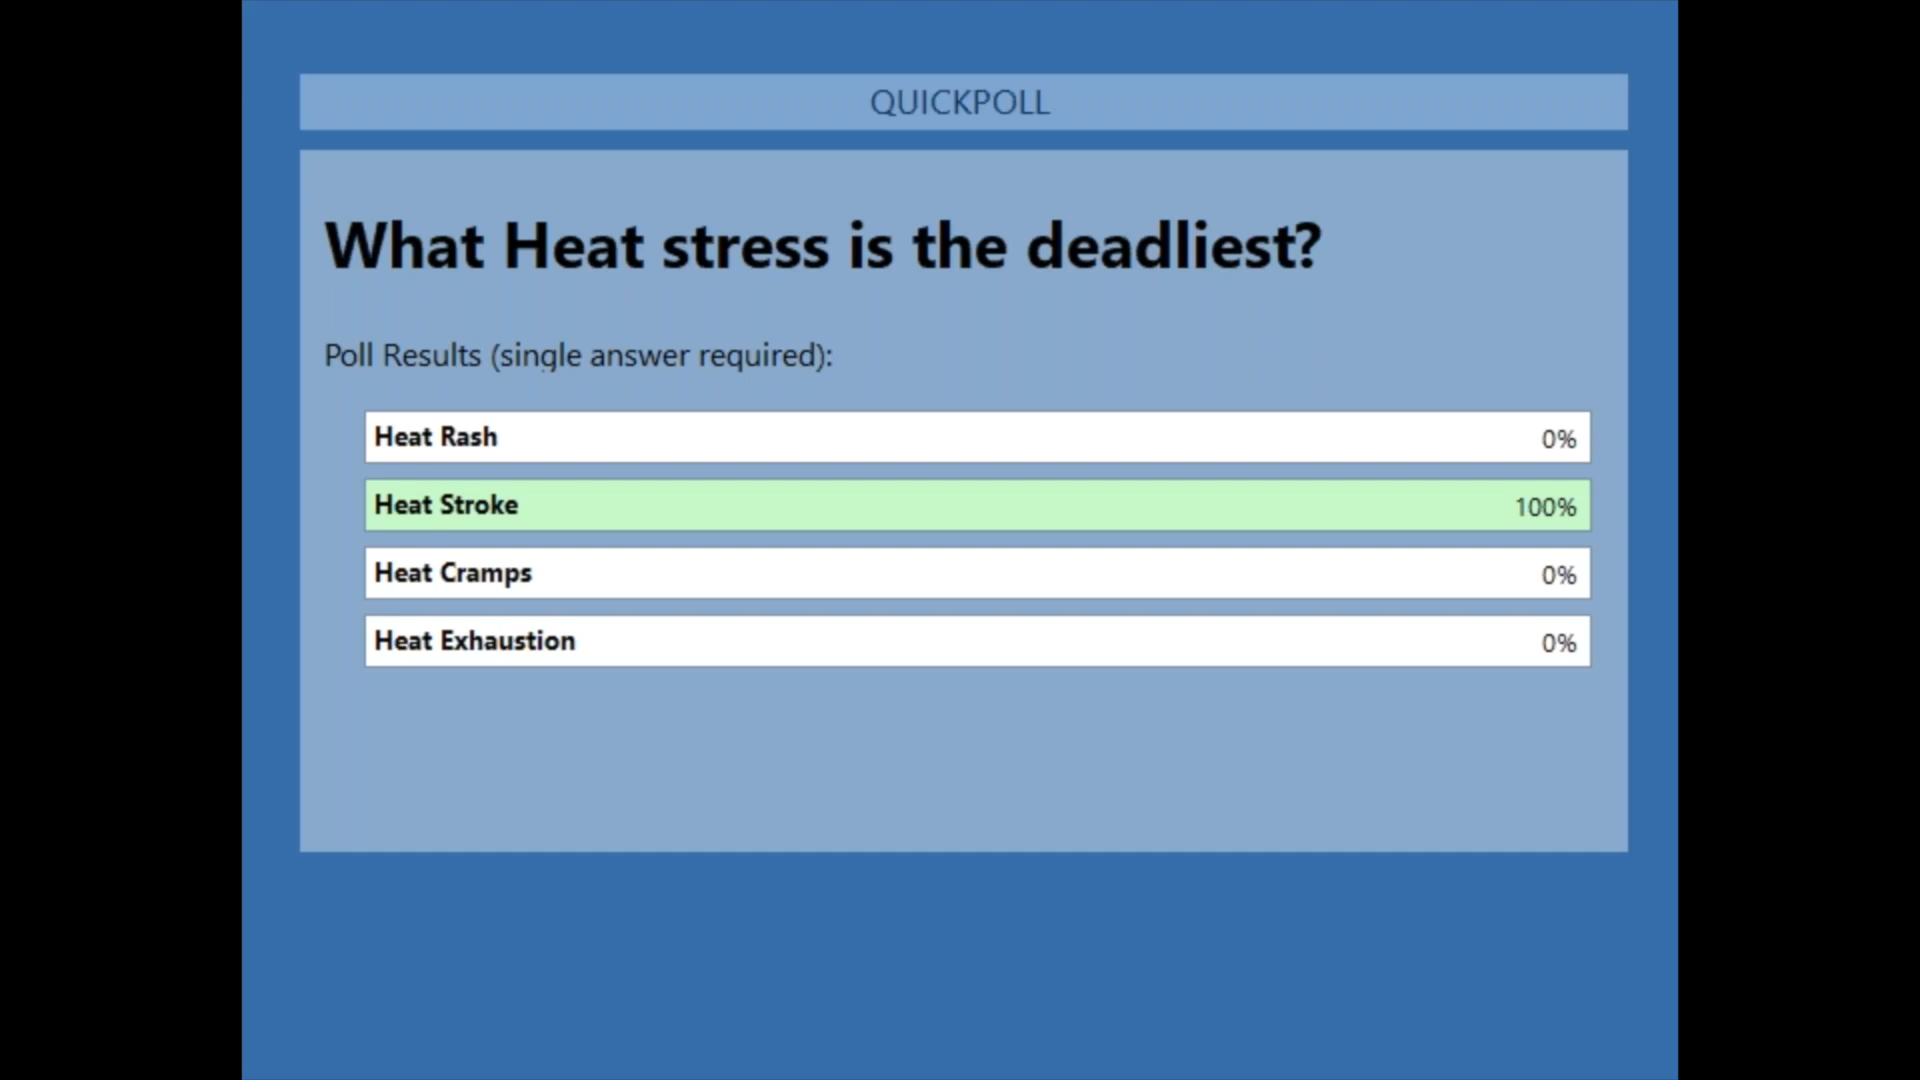 QUICKPOLL
What Heat stress is the deadliest?
Poll Results (single answer required):
Heat Rash 0%
Heat Stroke 100%
Heat Cramps 0%
Heat Exhaustion 0%